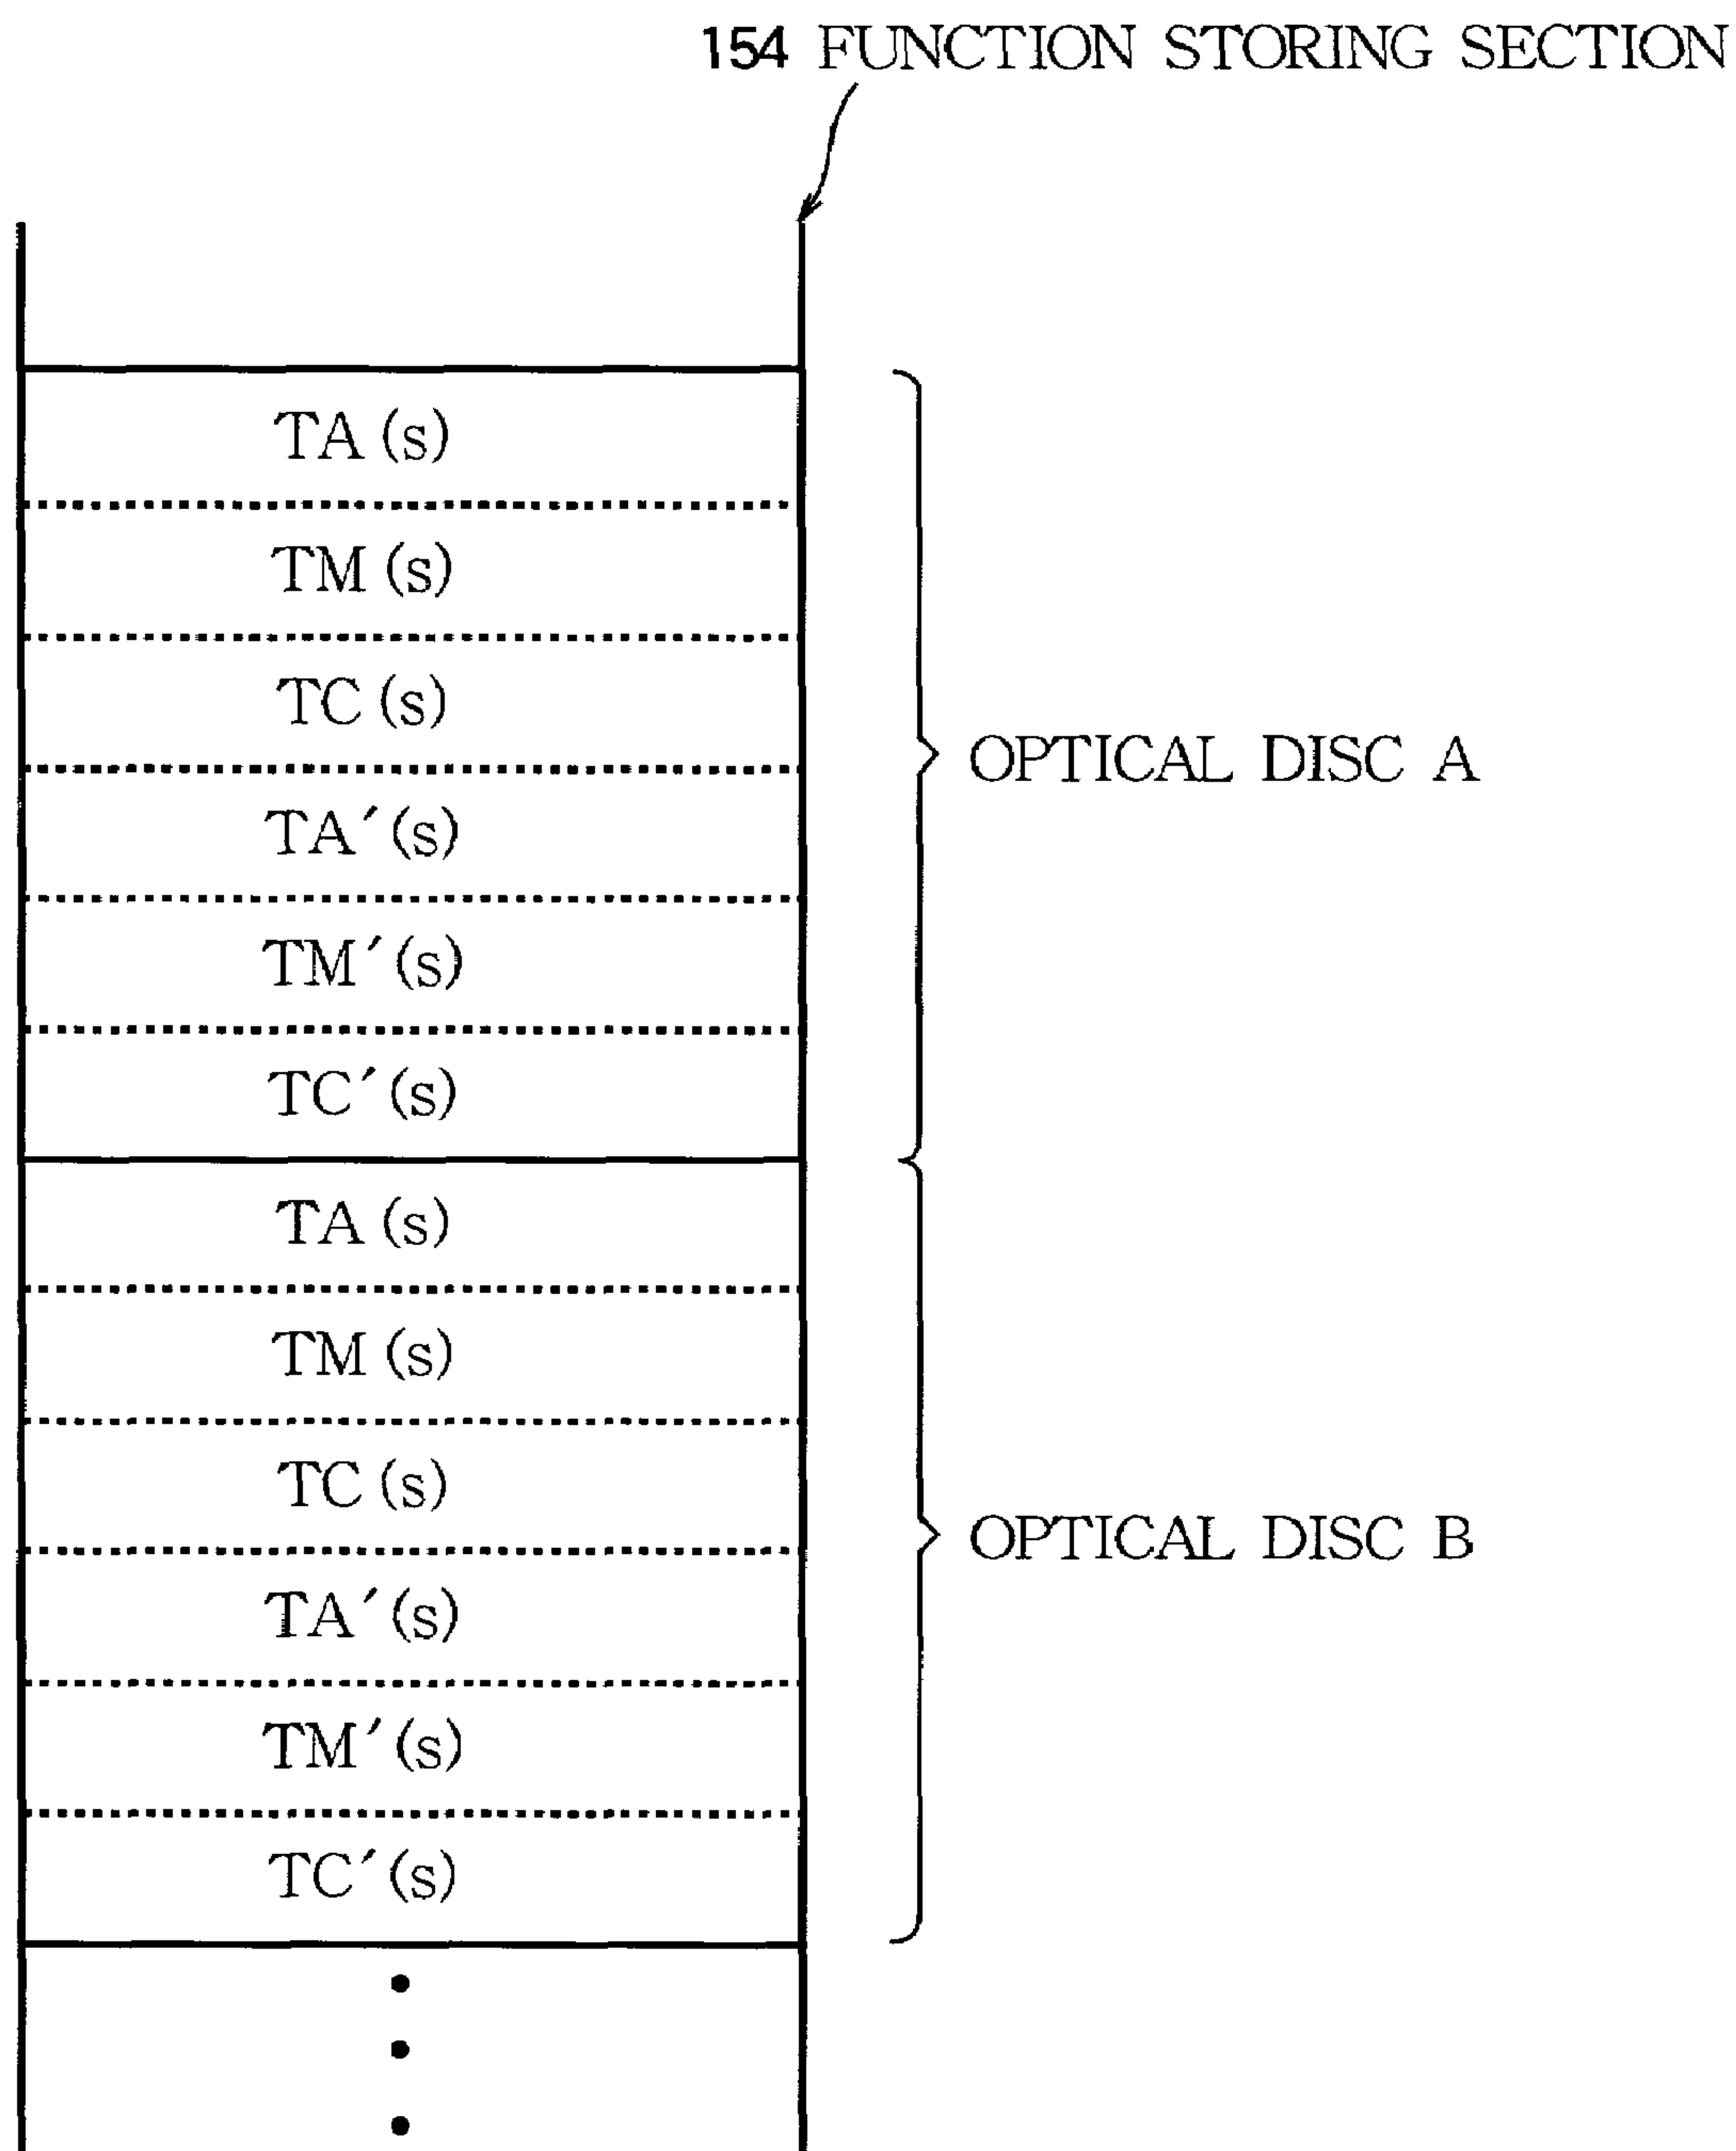 154 FUNCTION STORING SECTION
TA (s)
TM (s)
TC (s)
OPTICAL DISC A
TA´(s)
TM´(s)
TC´(s)
TA (s)
TM (s)
TC (s)
OPTICAL DISC B
TA´(s)
TM´(s)
TC´(s)